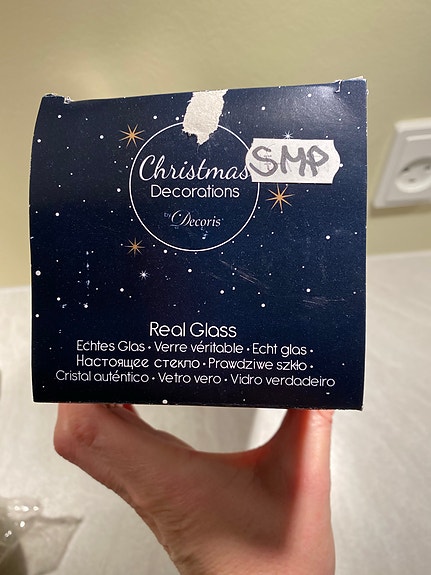 Christmas
SMP
Decorations
by Decoris
Real Glass
Echtes Glas • Verre véritable • Echt glas •
Настоящее стекло • Prawdziwe szkło •
Cristal auténtico • Vetro vero • Vidro verdadeiro